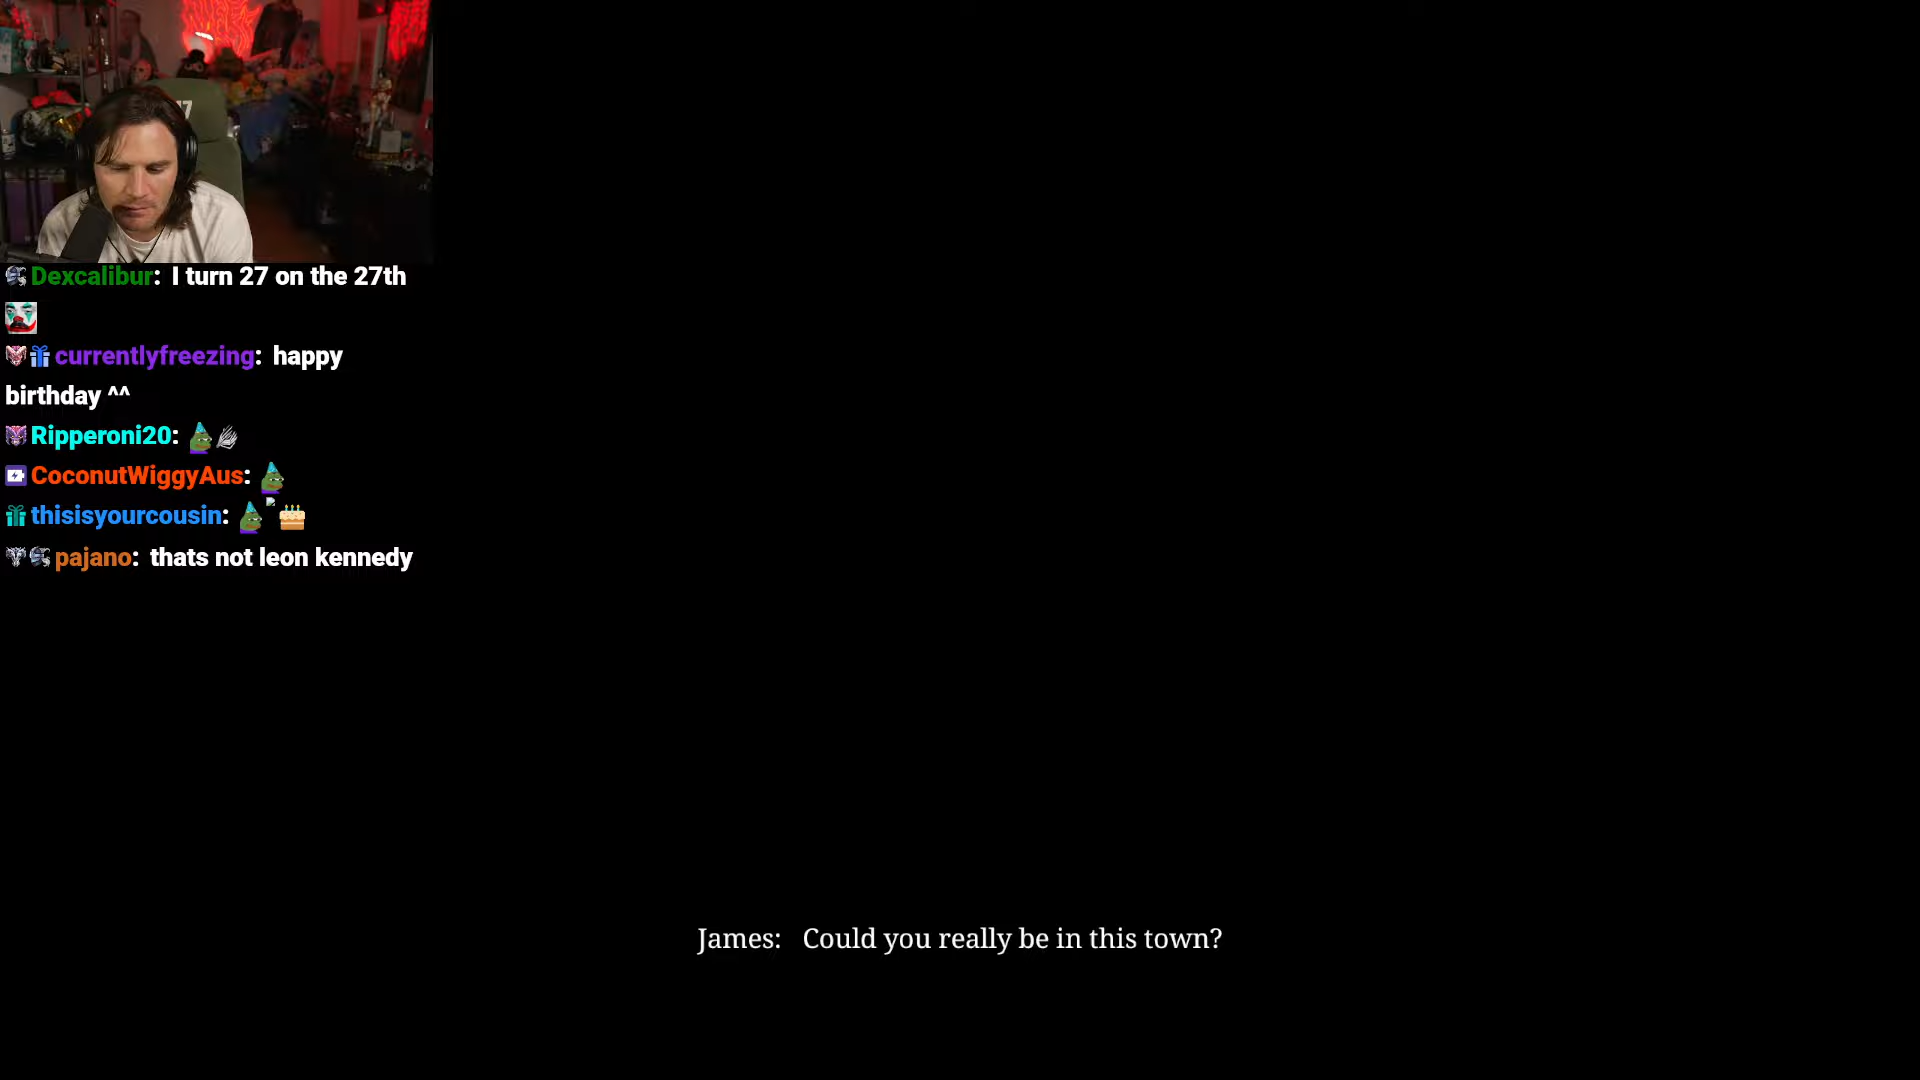 Dexcalibur: I turn 27 on the 27th
currentlyfreezing: happy
birthday ^^
Ripperoni20:
CoconutWiggyAus:
thisisyourcousin:
pajano: thats not leon kennedy
James: Could you really be in this town?